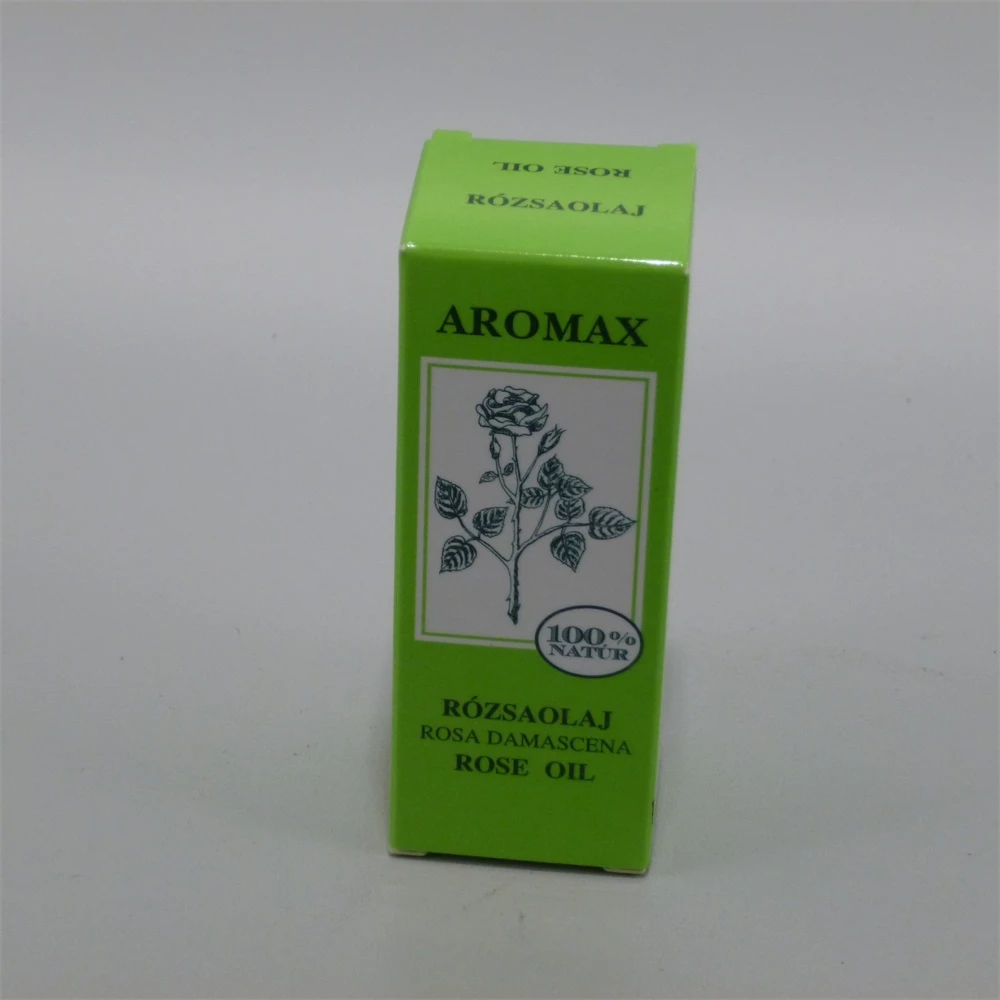 ROSE OIL
RÓZSAOLAJ
AROMAX
100%
NATÚR
RÓZSAOLAJ
ROSA DAMASCENA
ROSE OIL